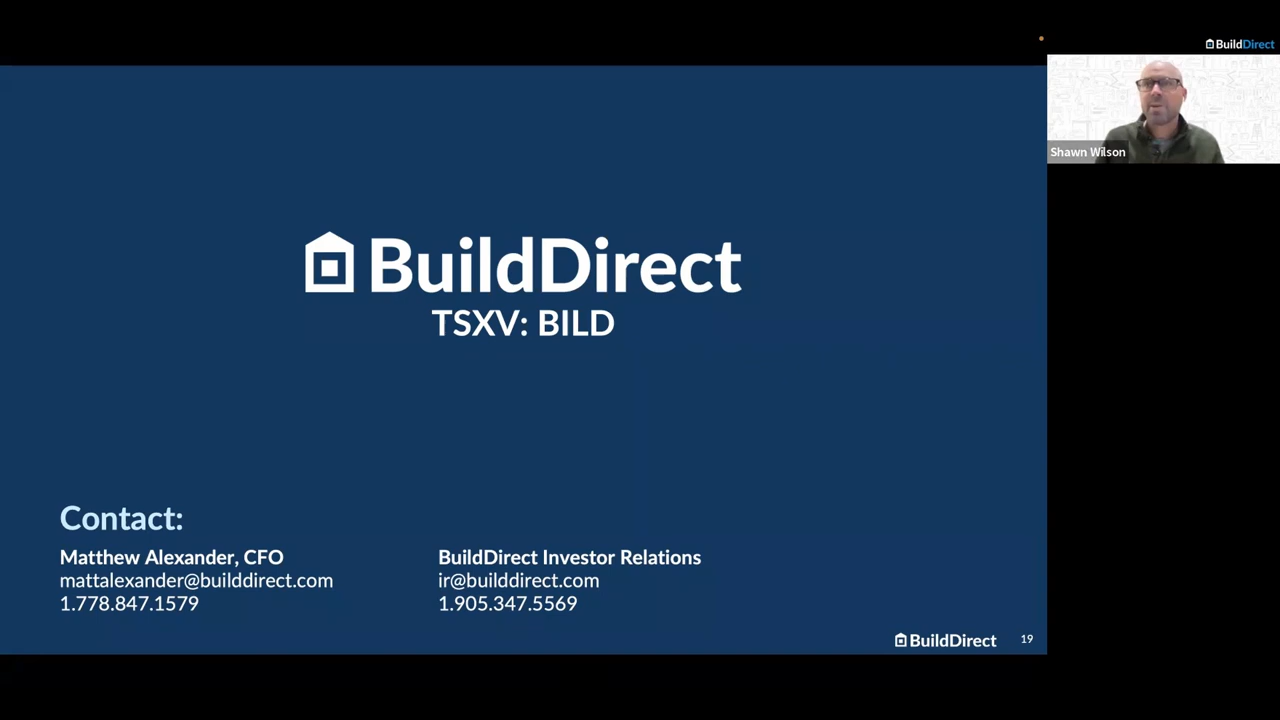 BuildDirect
Shawn Wilson
BuildDirect
TSXV: BILD
Contact:
Matthew Alexander, CFO
mattalexander@builddirect.com
1.778.847.1579
BuildDirect Investor Relations
ir@builddirect.com
1.905.347.5569
BuildDirect 19